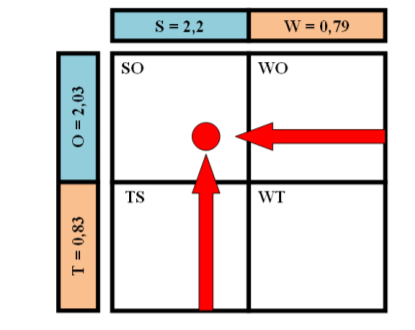 S = 2,2
W = 0,79
O = 2,03
SO
WO
T = 0,83
TS
WT